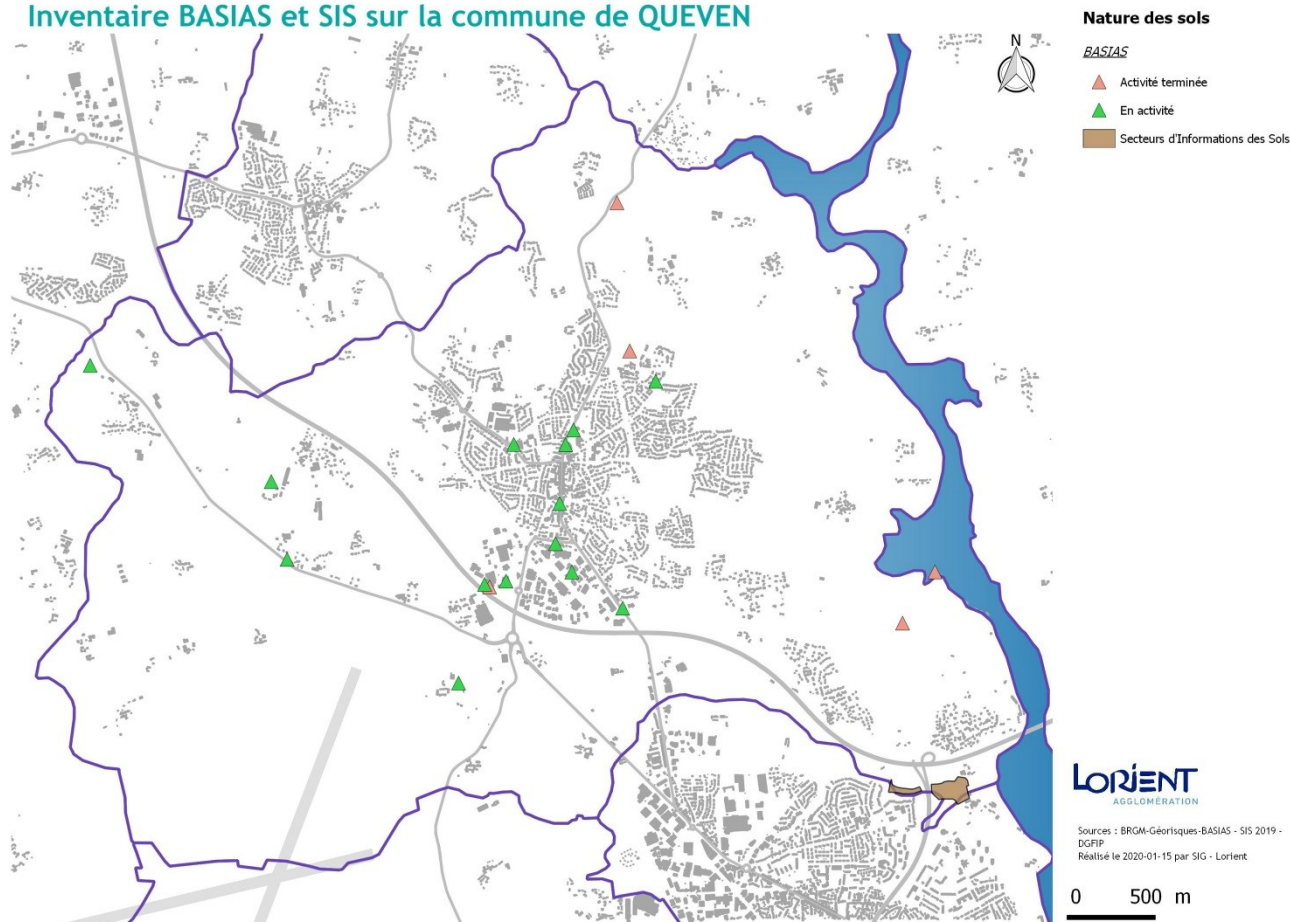 Inventaire BASIAS et SIS sur la commune de QUEVEN
Nature des sols
BASIAS
Activité terminée
En activité
Secteurs d'Informations des Sols
N
LORIENT
AGGLOMÉRATION
Sources : BRGM-Géorisques-BASIAS - SIS 2019 -
DGFIP
Réalisé le 2020-01-15 par SIG - Lorient
0 500 m